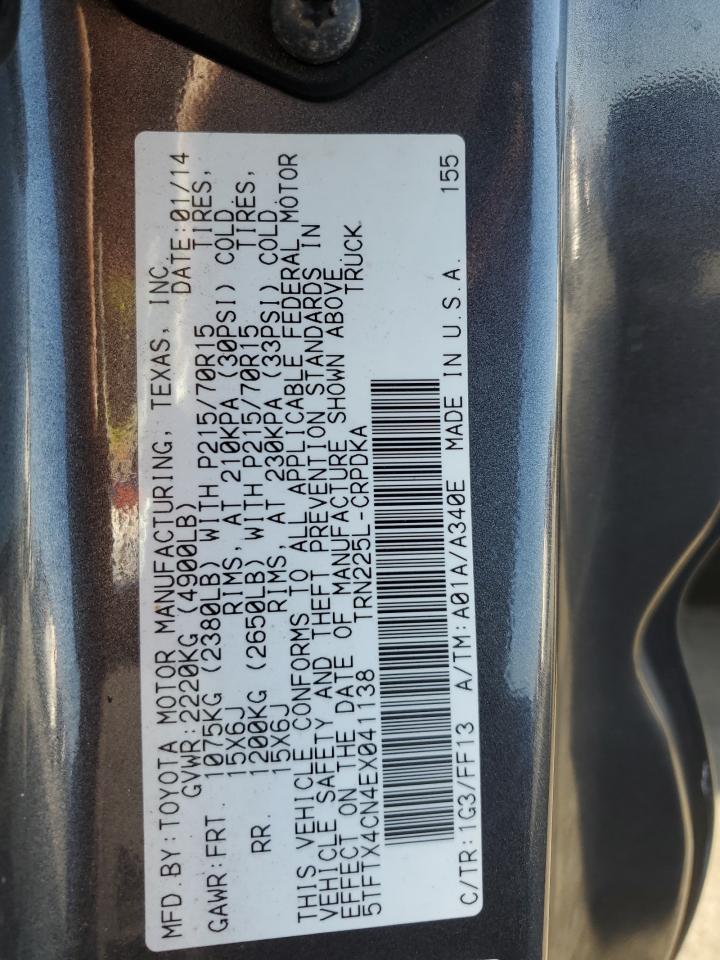 MFD.BY:TOYOTA MOTOR MANUFACTURING, TEXAS, INC.
GVWR:2220KG (4900LB) DATE:01/14
GAWR:FRT. 1075KG (2380LB) WITH P215/70R15 TIRES,
15X6J RIMS, AT 210KPA (30PSI) COLD
RR. 1200KG (2650LB) WITH P215/70R15 TIRES,
15X6J RIMS, AT 230KPA (33PSI) COLD
THIS VEHICLE CONFORMS TO ALL APPLICABLE FEDERAL MOTOR
VEHICLE SAFETY AND THEFT PREVENTION STANDARDS IN
EFFECT ON THE DATE OF MANUFACTURE SHOWN ABOVE.
5TFTX4CN4EX041138 TRN225L-CRPDKA TRUCK
C/TR:1G3/FF13 A/TM:A01A/A340E MADE IN U.S.A. 155